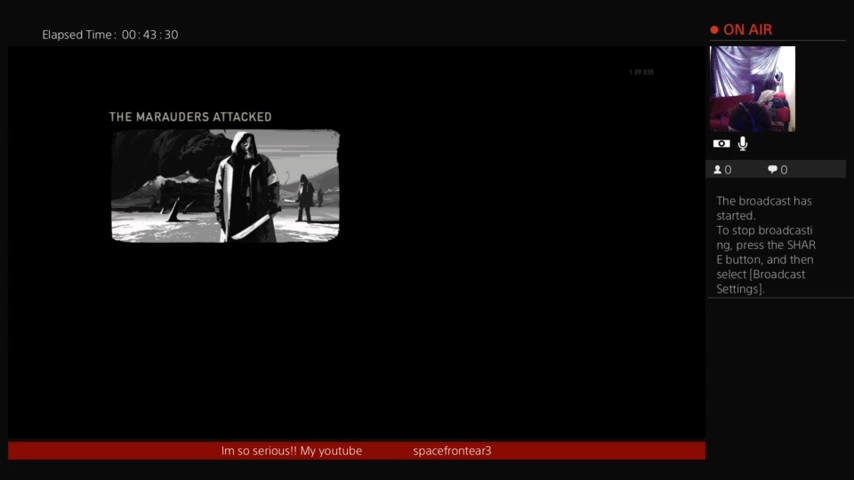 Elapsed Time: 00:43:30
ON AIR
THE MARAUDERS ATTACKED
0 0
The broadcast has
started.
To stop broadcasti
ng, press the SHAR
E button, and then
select [Broadcast
Settings].
Im so serious!! My youtube spacefrontear3